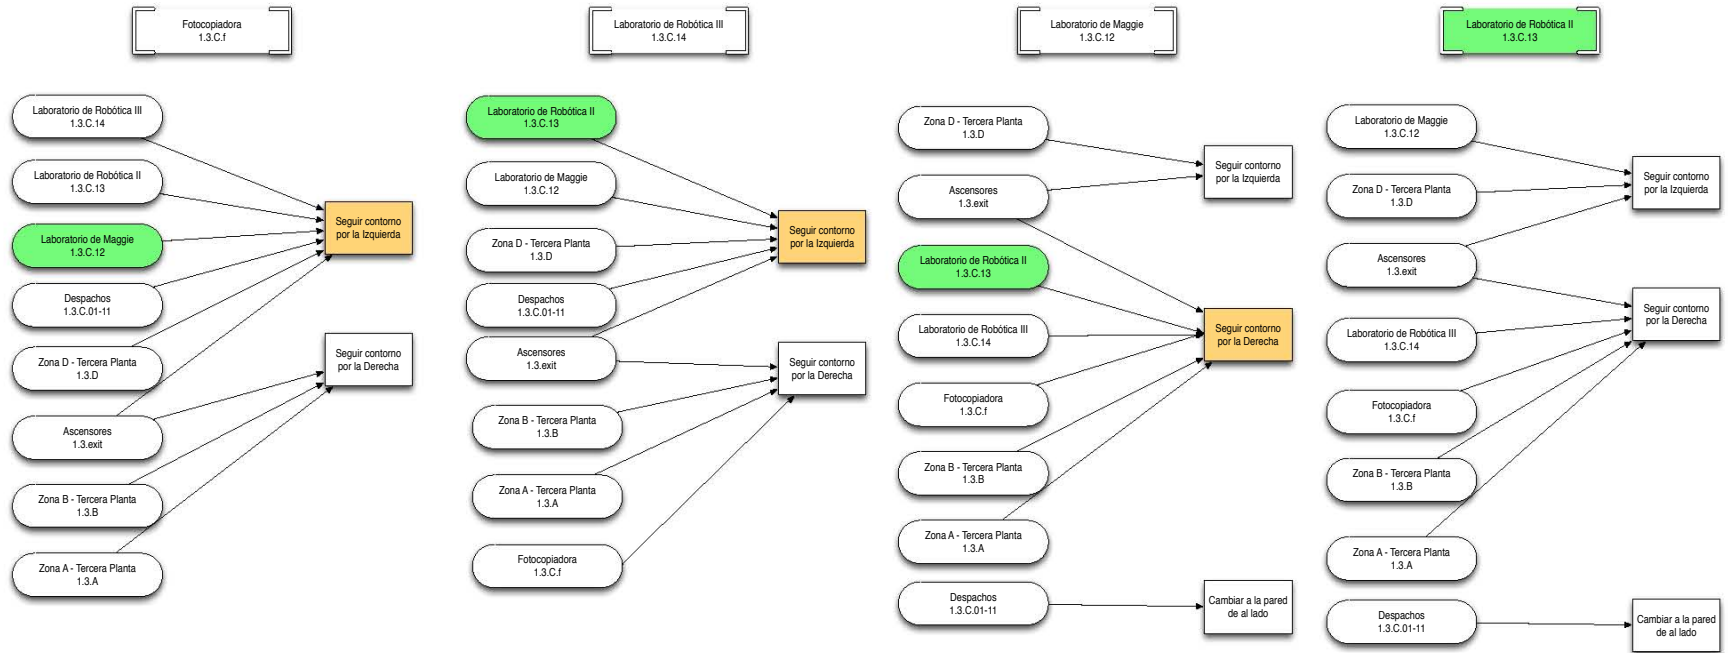 Fotocopiadora
1.3.C.f
Laboratorio de Robótica III
1.3.C.14
Laboratorio de Robótica II
1.3.C.13
Laboratorio de Maggie
1.3.C.12
Despachos
1.3.C.01-11
Zona D - Tercera Planta
1.3.D
Ascensores
1.3.exit
Zona B - Tercera Planta
1.3.B
Zona A - Tercera Planta
1.3.A
Seguir contorno
por la Izquierda
Seguir contorno
por la Derecha
Laboratorio de Robótica III
1.3.C.14
Laboratorio de Robótica II
1.3.C.13
Laboratorio de Maggie
1.3.C.12
Zona D - Tercera Planta
1.3.D
Despachos
1.3.C.01-11
Ascensores
1.3.exit
Zona B - Tercera Planta
1.3.B
Zona A - Tercera Planta
1.3.A
Fotocopiadora
1.3.C.f
Seguir contorno
por la Izquierda
Seguir contorno
por la Derecha
Laboratorio de Maggie
1.3.C.12
Zona D - Tercera Planta
1.3.D
Ascensores
1.3.exit
Laboratorio de Robótica II
1.3.C.13
Laboratorio de Robótica III
1.3.C.14
Fotocopiadora
1.3.C.f
Zona B - Tercera Planta
1.3.B
Zona A - Tercera Planta
1.3.A
Despachos
1.3.C.01-11
Seguir contorno
por la Izquierda
Seguir contorno
por la Derecha
Cambiar a la pared
de al lado
Laboratorio de Robótica II
1.3.C.13
Laboratorio de Maggie
1.3.C.12
Zona D - Tercera Planta
1.3.D
Ascensores
1.3.exit
Laboratorio de Robótica III
1.3.C.14
Fotocopiadora
1.3.C.f
Zona B - Tercera Planta
1.3.B
Zona A - Tercera Planta
1.3.A
Despachos
1.3.C.01-11
Seguir contorno
por la Izquierda
Seguir contorno
por la Derecha
Cambiar a la pared
de al lado